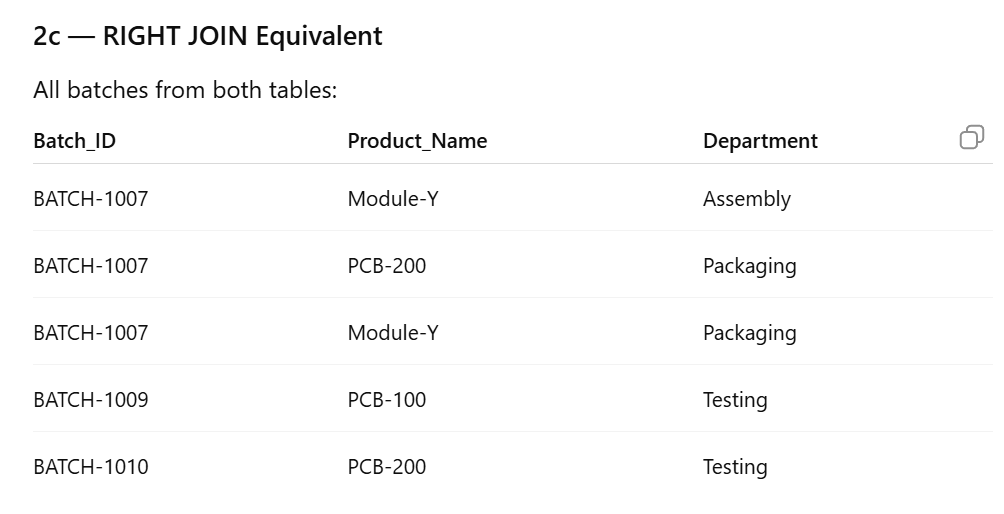 2c — RIGHT JOIN Equivalent
All batches from both tables:
Batch_ID Product_Name Department
BATCH-1007 Module-Y Assembly
BATCH-1007 PCB-200 Packaging
BATCH-1007 Module-Y Packaging
BATCH-1009 PCB-100 Testing
BATCH-1010 PCB-200 Testing